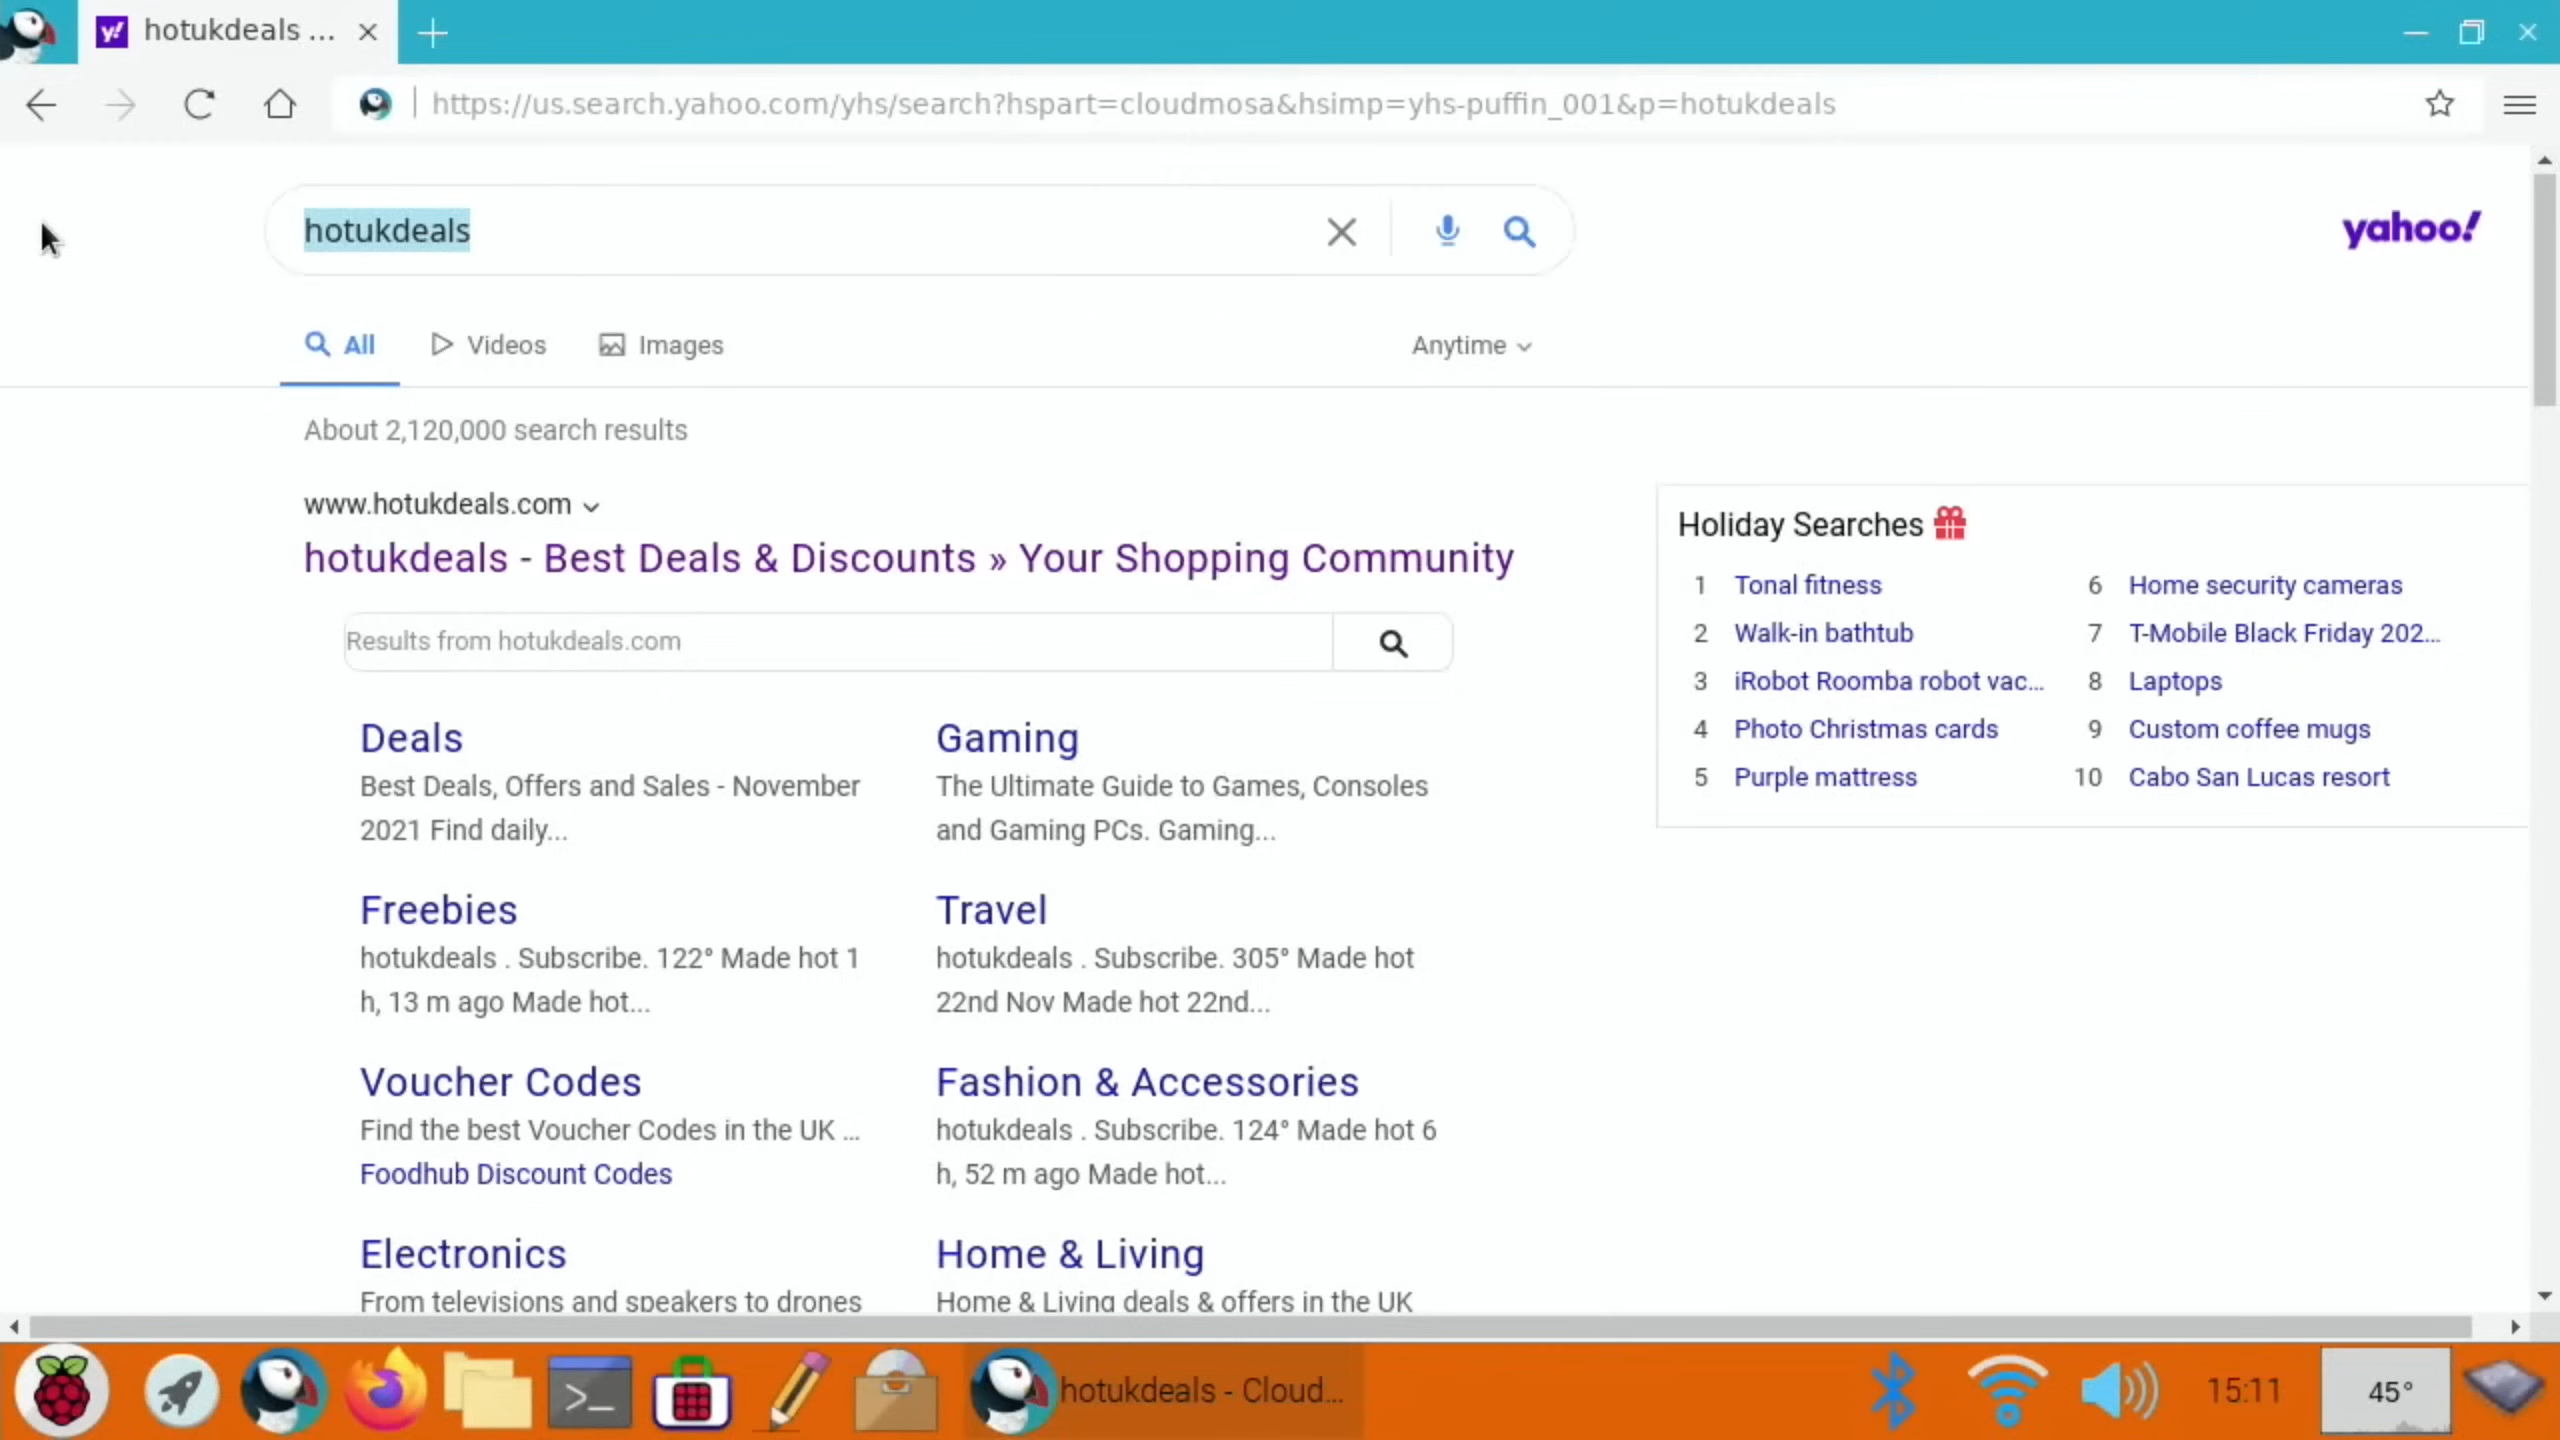 hotukdeals ...
https://us.search.yahoo.com/yhs/search?hspart=cloudmosa&hsimp=yhs-puffin_001&p=hotukdeals
hotukdeals
yahoo!
All
Videos
Images
Anytime
About 2,120,000 search results
www.hotukdeals.com
hotukdeals - Best Deals & Discounts » Your Shopping Community
Results from hotukdeals.com
Deals
Best Deals, Offers and Sales - November
2021 Find daily...
Gaming
The Ultimate Guide to Games, Consoles
and Gaming PCs. Gaming...
Freebies
hotukdeals . Subscribe. 122° Made hot 1
h, 13 m ago Made hot...
Travel
hotukdeals . Subscribe. 305° Made hot
22nd Nov Made hot 22nd...
Voucher Codes
Find the best Voucher Codes in the UK ...
Foodhub Discount Codes
Fashion & Accessories
hotukdeals . Subscribe. 124° Made hot 6
h, 52 m ago Made hot...
Electronics
From televisions and speakers to drones
Home & Living
Home & Living deals & offers in the UK
Holiday Searches
1 Tonal fitness
2 Walk-in bathtub
3 iRobot Roomba robot vac...
4 Photo Christmas cards
5 Purple mattress
6 Home security cameras
7 T-Mobile Black Friday 202...
8 Laptops
9 Custom coffee mugs
10 Cabo San Lucas resort
hotukdeals - Cloud...
15:11
45°